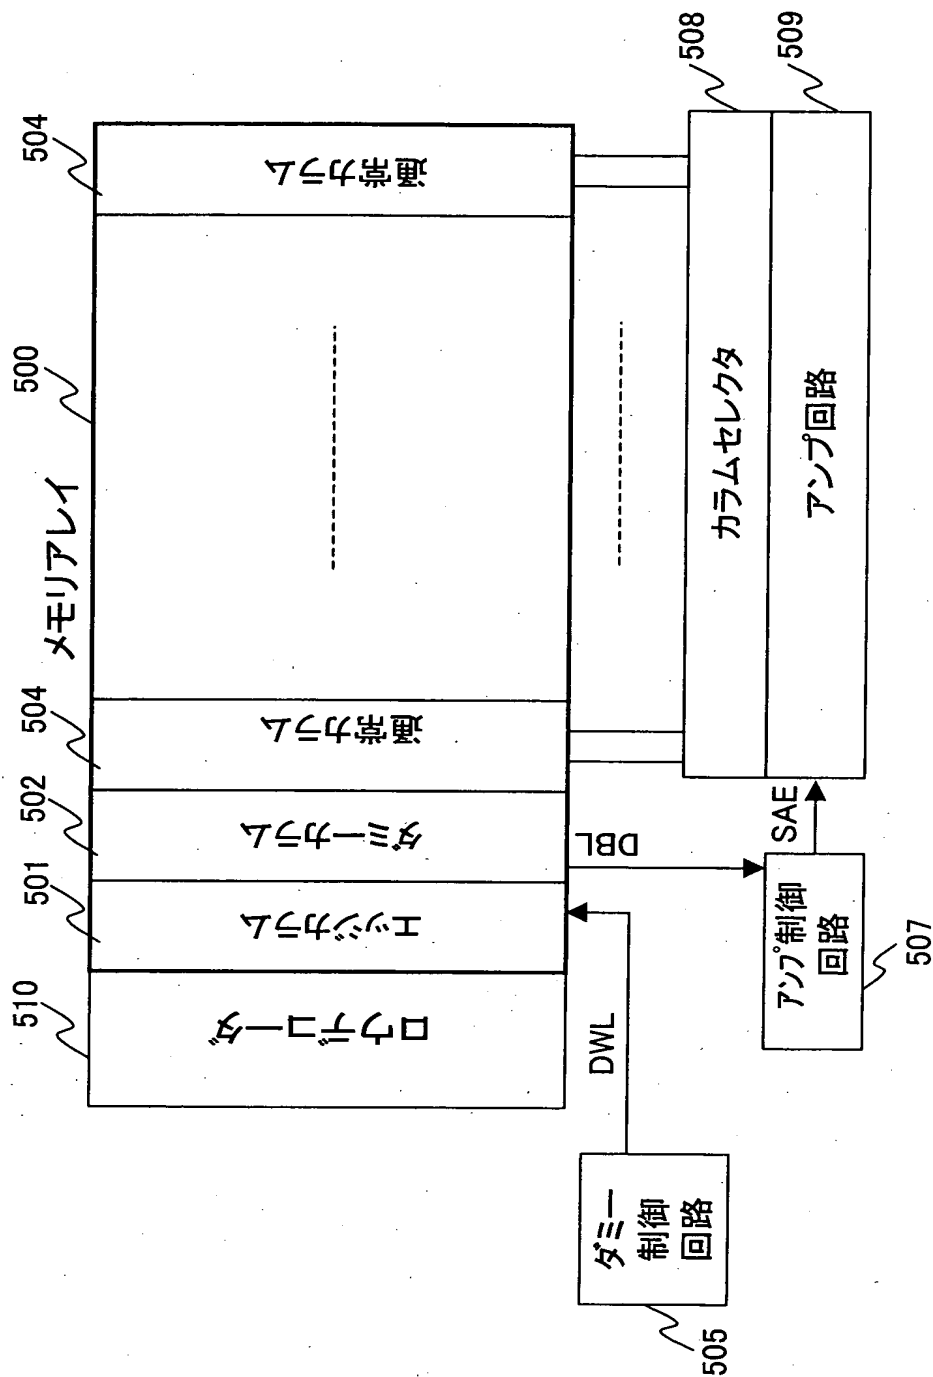 メモリアレイ
500
510
501
502
504
504
ロウデコーダ
エッジカラム
ダミーカラム
通常カラム
通常カラム
DWL
DBL
ダミー
制御
回路
505
アンプ制御
回路
507
SAE
カラムセレクタ
508
アンプ回路
509